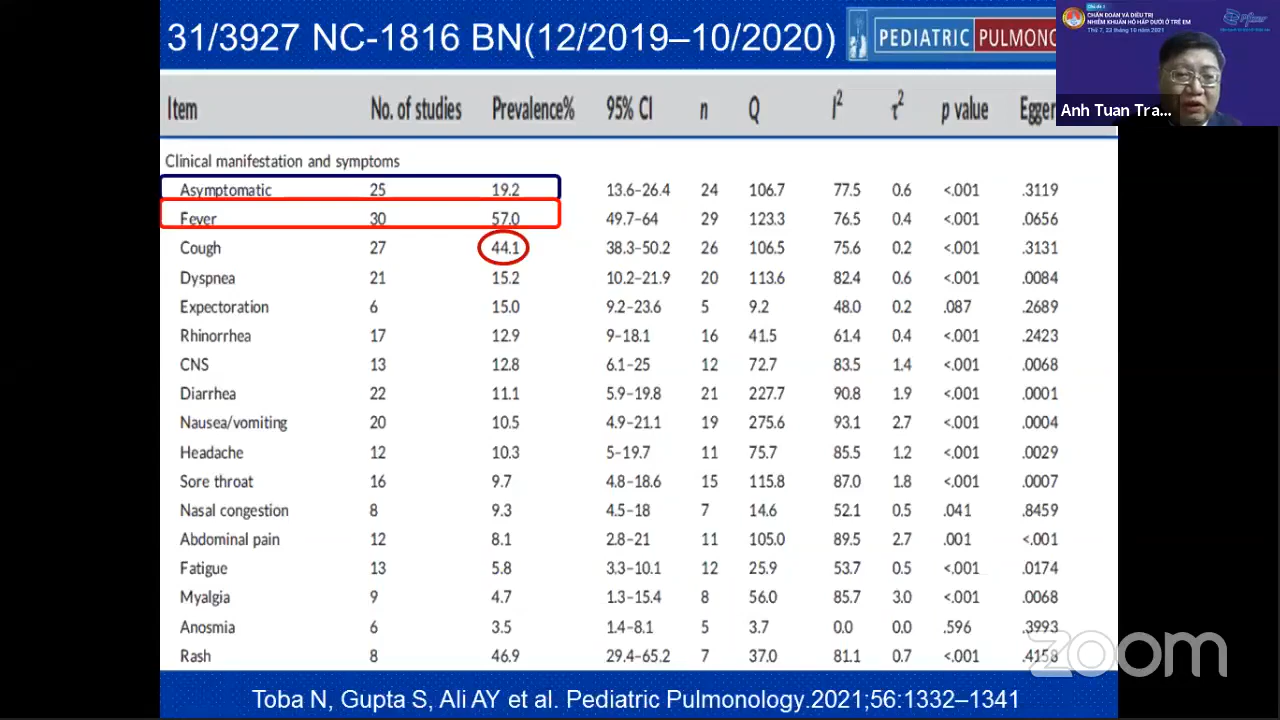 31/3927 NC-1816 BN(12/2019–10/2020)
PEDIATRIC PULMONO
CHẨN ĐOÁN VÀ ĐIỀU TRỊ
NHIỄM KHUẨN HÔ HẤP DƯỚI Ở TRẺ EM
Pfizer
Anh Tuan Tra...
Item No. of studies Prevalence% 95% CI n Q I² τ² p value Egger
Clinical manifestation and symptoms
Asymptomatic 25 19.2 13.6–26.4 24 106.7 77.5 0.6 <.001 .3119
Fever 30 57.0 49.7–64 29 123.3 76.5 0.4 <.001 .0656
Cough 27 44.1 38.3–50.2 26 106.5 75.6 0.2 <.001 .3131
Dyspnea 21 15.2 10.2–21.9 20 113.6 82.4 0.6 <.001 .0084
Expectoration 6 15.0 9.2–23.6 5 9.2 48.0 0.2 .087 .2689
Rhinorrhea 17 12.9 9–18.1 16 41.5 61.4 0.4 <.001 .2423
CNS 13 12.8 6.1–25 12 72.7 83.5 1.4 <.001 .0068
Diarrhea 22 11.1 5.9–19.8 21 227.7 90.8 1.9 <.001 .0001
Nausea/vomiting 20 10.5 4.9–21.1 19 275.6 93.1 2.7 <.001 .0004
Headache 12 10.3 5–19.7 11 75.7 85.5 1.2 <.001 .0029
Sore throat 16 9.7 4.8–18.6 15 115.8 87.0 1.8 <.001 .0007
Nasal congestion 8 9.3 4.5–18 7 14.6 52.1 0.5 .041 .8459
Abdominal pain 12 8.1 2.8–21 11 105.0 89.5 2.7 .001 <.001
Fatigue 13 5.8 3.3–10.1 12 25.9 53.7 0.5 <.001 .0174
Myalgia 9 4.7 1.3–15.4 8 56.0 85.7 3.0 <.001 .0068
Anosmia 6 3.5 1.4–8.1 5 3.7 0.0 0.0 .596 .3993
Rash 8 46.9 29.4–65.2 7 37.0 81.1 0.7 <.001 .4158
zoom
Toba N, Gupta S, Ali AY et al. Pediatric Pulmonology.2021;56:1332–1341